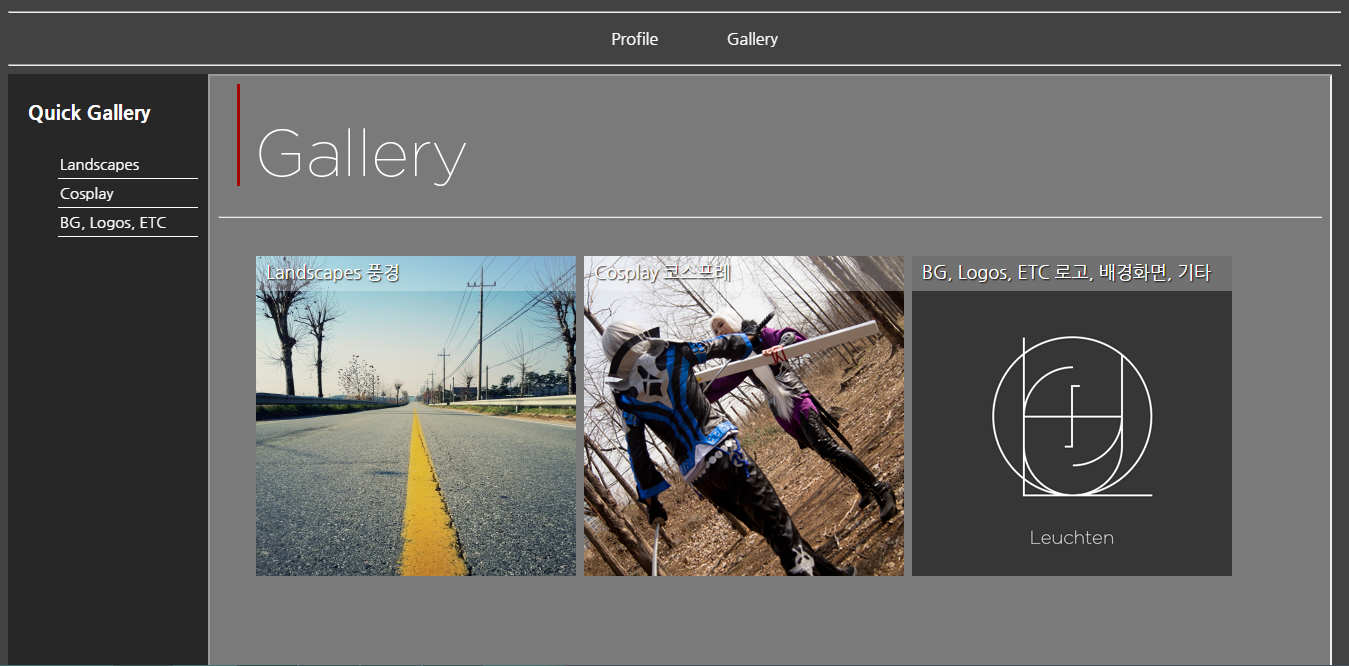 Profile Gallery
Quick Gallery
Landscapes
Cosplay
BG, Logos, ETC
Gallery
Landscapes 풍경
Cosplay 코스프레
BG, Logos, ETC 로고, 배경화면, 기타
Leuchten